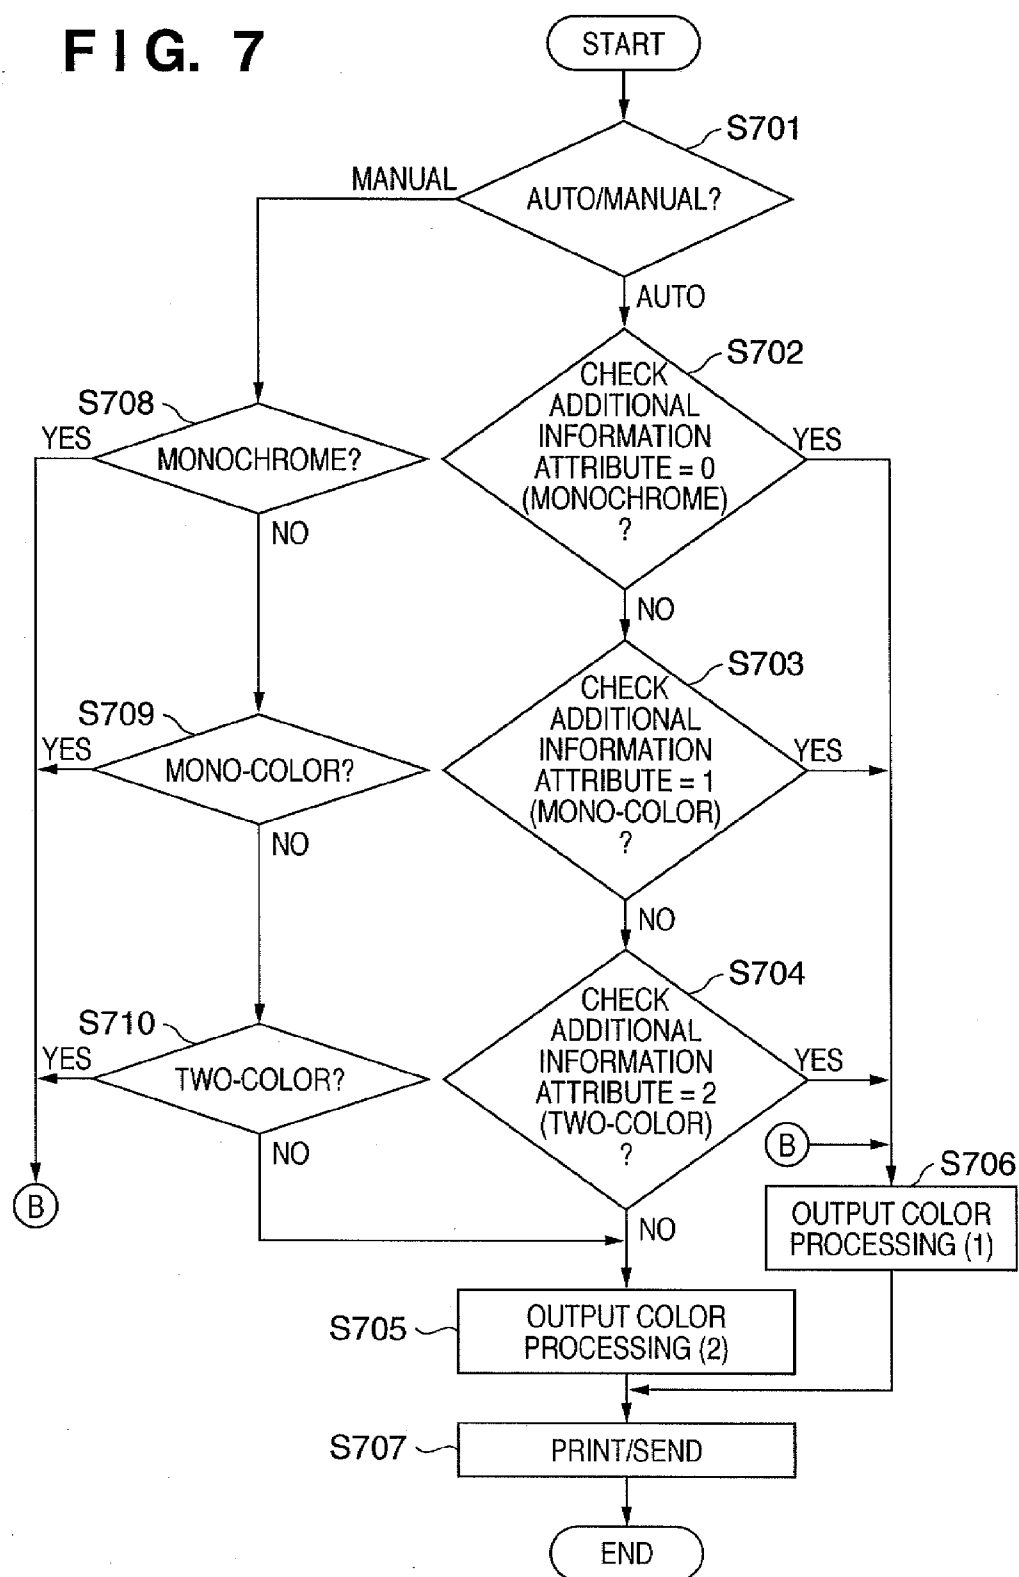 FIG. 7
START
S701
MANUAL
AUTO/MANUAL?
AUTO
S702
CHECK
ADDITIONAL
INFORMATION
ATTRIBUTE = 0
(MONOCHROME)
?
YES
NO
S708
YES
MONOCHROME?
NO
S703
CHECK
ADDITIONAL
INFORMATION
ATTRIBUTE = 1
(MONO-COLOR)
?
YES
NO
S709
YES
MONO-COLOR?
NO
S704
CHECK
ADDITIONAL
INFORMATION
ATTRIBUTE = 2
(TWO-COLOR)
?
YES
NO
S710
YES
TWO-COLOR?
NO
B
B
S706
OUTPUT COLOR
PROCESSING (1)
S705
OUTPUT COLOR
PROCESSING (2)
S707
PRINT/SEND
END